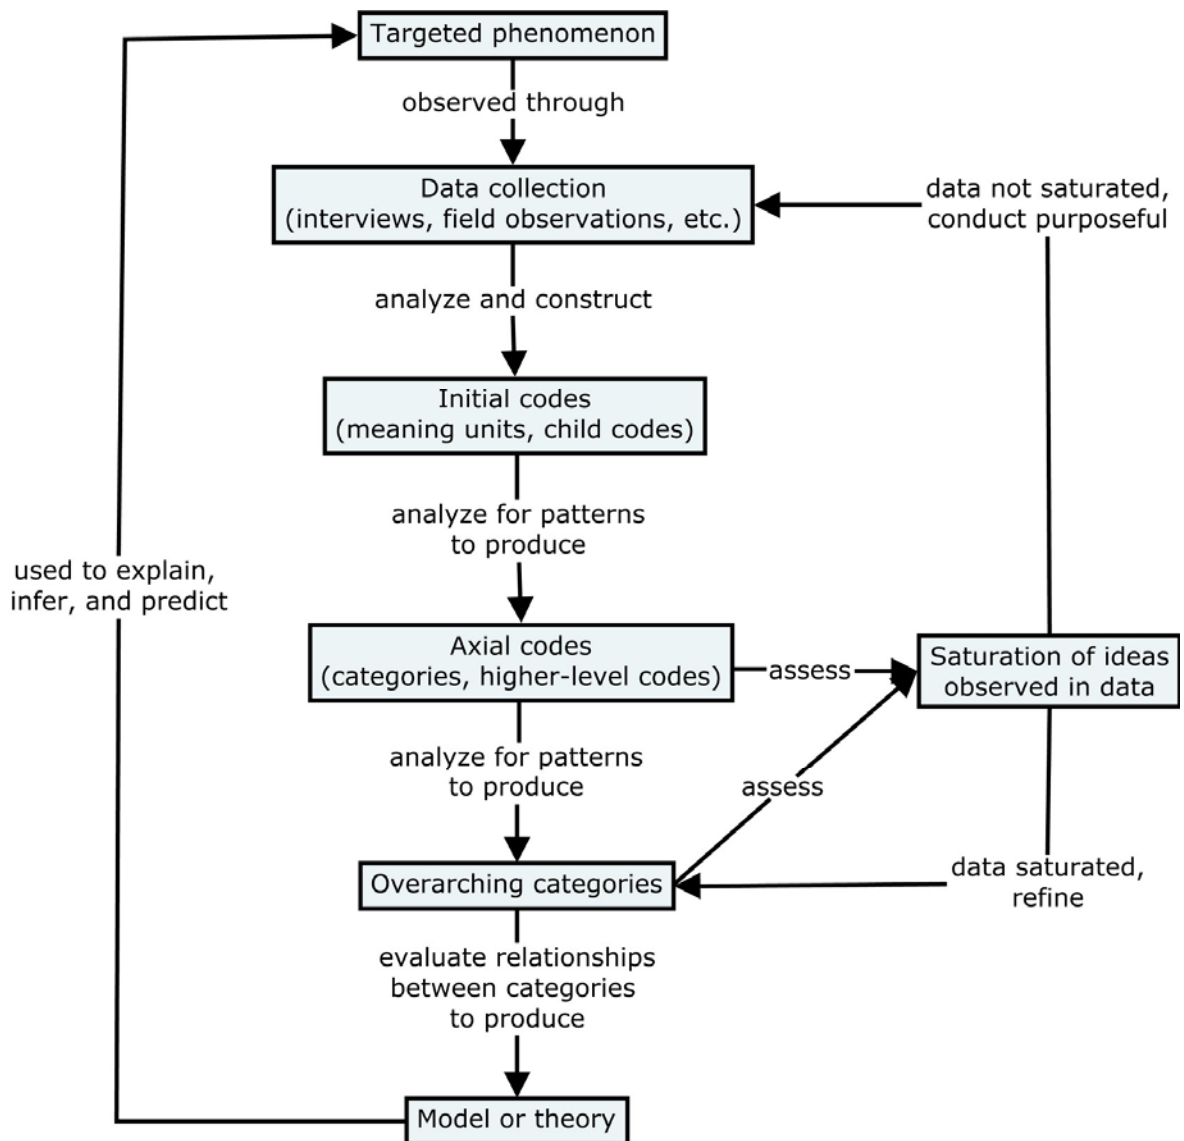 Targeted phenomenon
observed through
Data collection
(interviews, field observations, etc.)
data not saturated,
conduct purposeful
analyze and construct
Initial codes
(meaning units, child codes)
analyze for patterns
to produce
used to explain,
infer, and predict
Axial codes
(categories, higher-level codes)
assess
Saturation of ideas
observed in data
analyze for patterns
to produce
assess
Overarching categories
data saturated,
refine
evaluate relationships
between categories
to produce
Model or theory